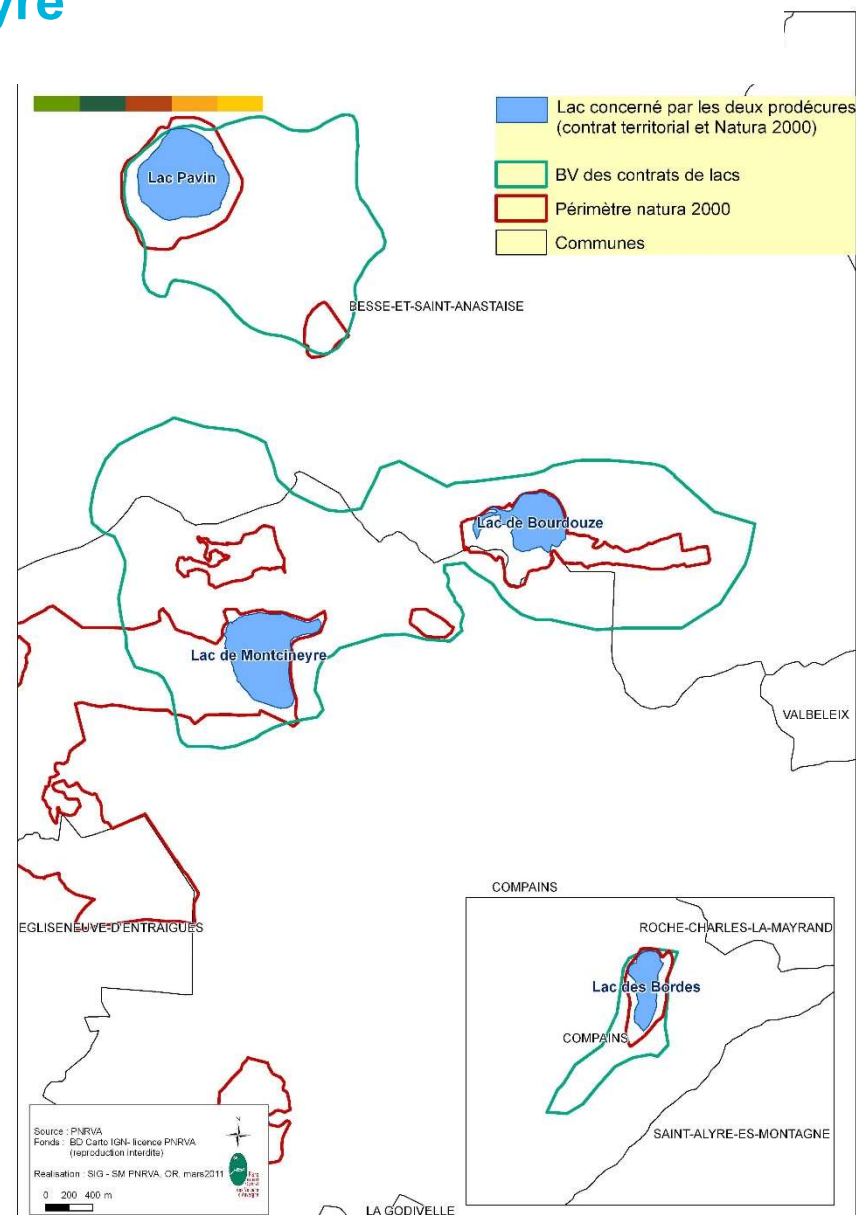 yre
Lac concerné par les deux prodécures
(contrat territorial et Natura 2000)
BV des contrats de lacs
Périmètre natura 2000
Communes
Lac Pavin
BESSE-ET-SAINT-ANASTAISE
Lac de Bourdouze
Lac de Montcineyre
VALBELEIX
COMPAINS
EGLISENEUVE-D'ENTRAIGUES
ROCHE-CHARLES-LA-MAYRAND
Lac des Bordes
COMPAINS
SAINT-ALYRE-ES-MONTAGNE
Source : PNRVA
Fonds : BD Carto IGN- licence PNRVA
(reproduction interdite)
Réalisation : SIG - SM PNRVA, OR, mars2011
N
0 200 400 m
LA GODIVELLE